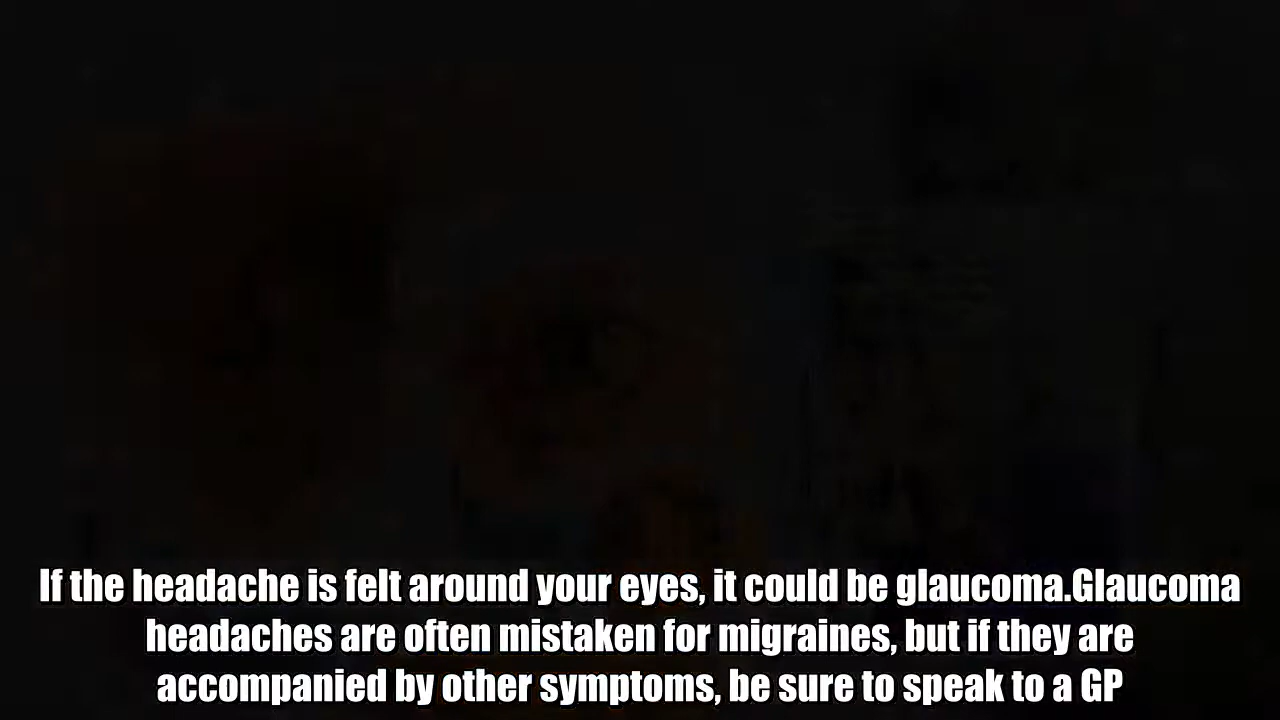 If the headache is felt around your eyes, it could be glaucoma.Glaucoma
headaches are often mistaken for migraines, but if they are
accompanied by other symptoms, be sure to speak to a GP